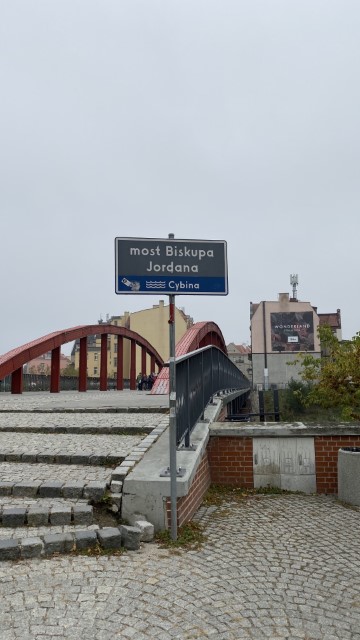 most Biskupa
Jordana
Cybina
WONDERLAND